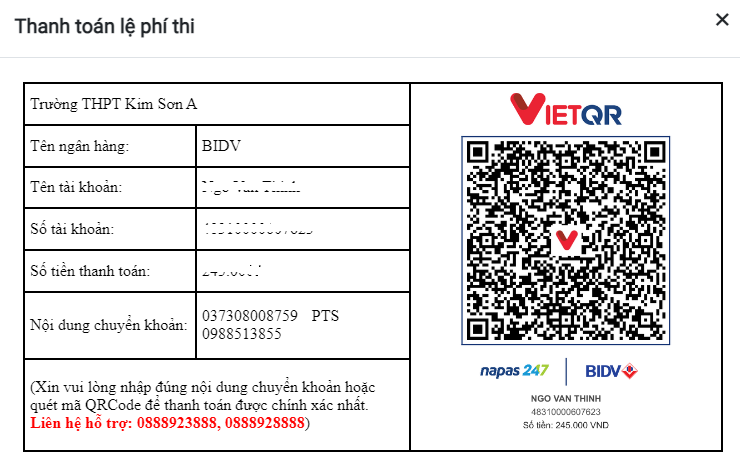 Thanh toán lệ phí thi
Trường THPT Kim Sơn A
Tên ngân hàng: BIDV
Tên tài khoản:
Số tài khoản:
Số tiền thanh toán:
Nội dung chuyển khoản: 037308008759 PTS
0988513855
(Xin vui lòng nhập đúng nội dung chuyển khoản hoặc
quét mã QRCode để thanh toán được chính xác nhất.
Liên hệ hỗ trợ: 0888923888, 0888928888)
VIETQR
napas 247 BIDV
NGO VAN THINH
48310000607623
Số tiền: 245.000 VND